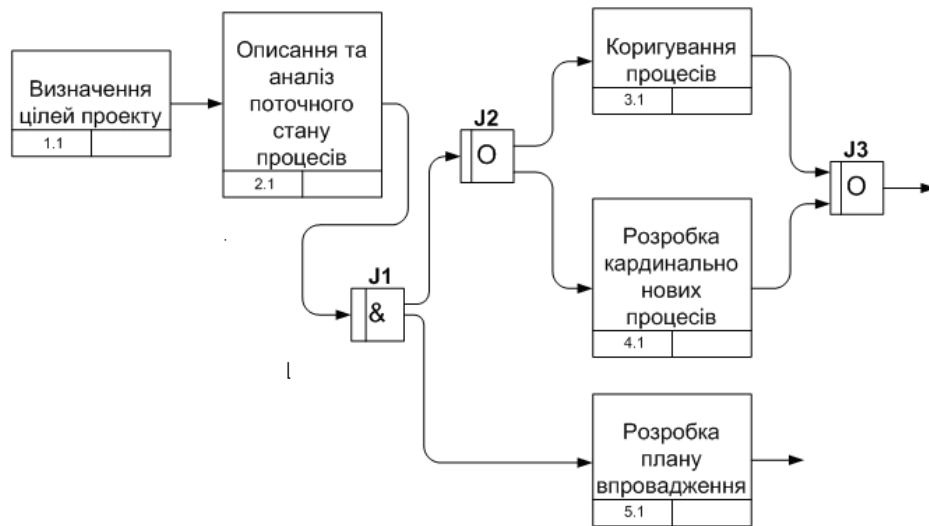 Визначення
цілей проекту
1.1
Описання та
аналіз
поточного
стану
процесів
2.1
J1
&
J2
O
Коригування
процесів
3.1
Розробка
кардинально
нових
процесів
4.1
J3
O
Розробка
плану
впровадження
5.1